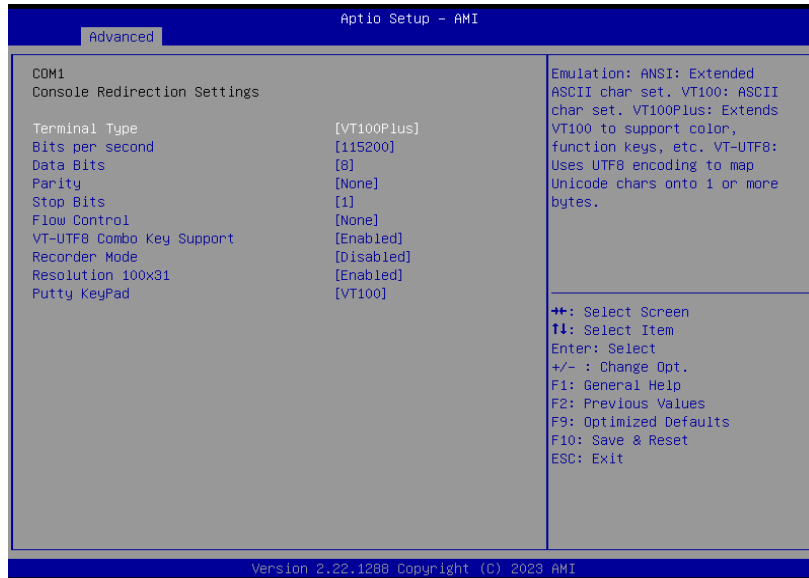 Aptio Setup – AMI
Advanced
COM1
Console Redirection Settings
Terminal Type [VT100Plus]
Bits per second [115200]
Data Bits [8]
Parity [None]
Stop Bits [1]
Flow Control [None]
VT-UTF8 Combo Key Support [Enabled]
Recorder Mode [Disabled]
Resolution 100x31 [Enabled]
Putty KeyPad [VT100]
Emulation: ANSI: Extended
ASCII char set. VT100: ASCII
char set. VT100Plus: Extends
VT100 to support color,
function keys, etc. VT-UTF8:
Uses UTF8 encoding to map
Unicode chars onto 1 or more
bytes.
→←: Select Screen
↑↓: Select Item
Enter: Select
+/- : Change Opt.
F1: General Help
F2: Previous Values
F9: Optimized Defaults
F10: Save & Reset
ESC: Exit
Version 2.22.1288 Copyright (C) 2023 AMI